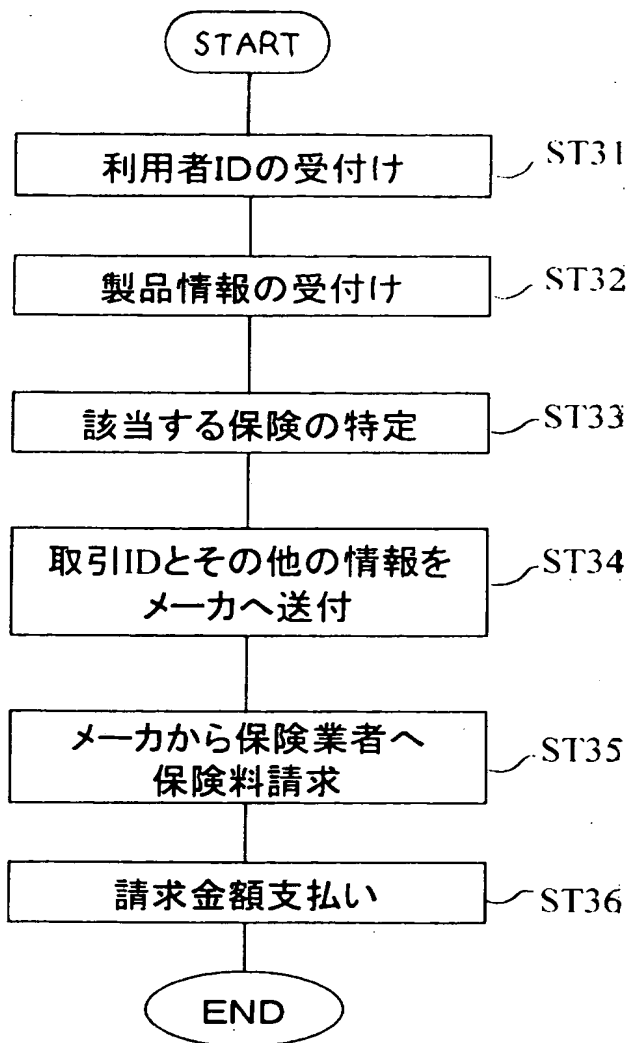 START
利用者IDの受付け
ST31
製品情報の受付け
ST32
該当する保険の特定
ST33
取引IDとその他の情報を
メーカへ送付
ST34
メーカから保険業者へ
保険料請求
ST35
請求金額支払い
ST36
END